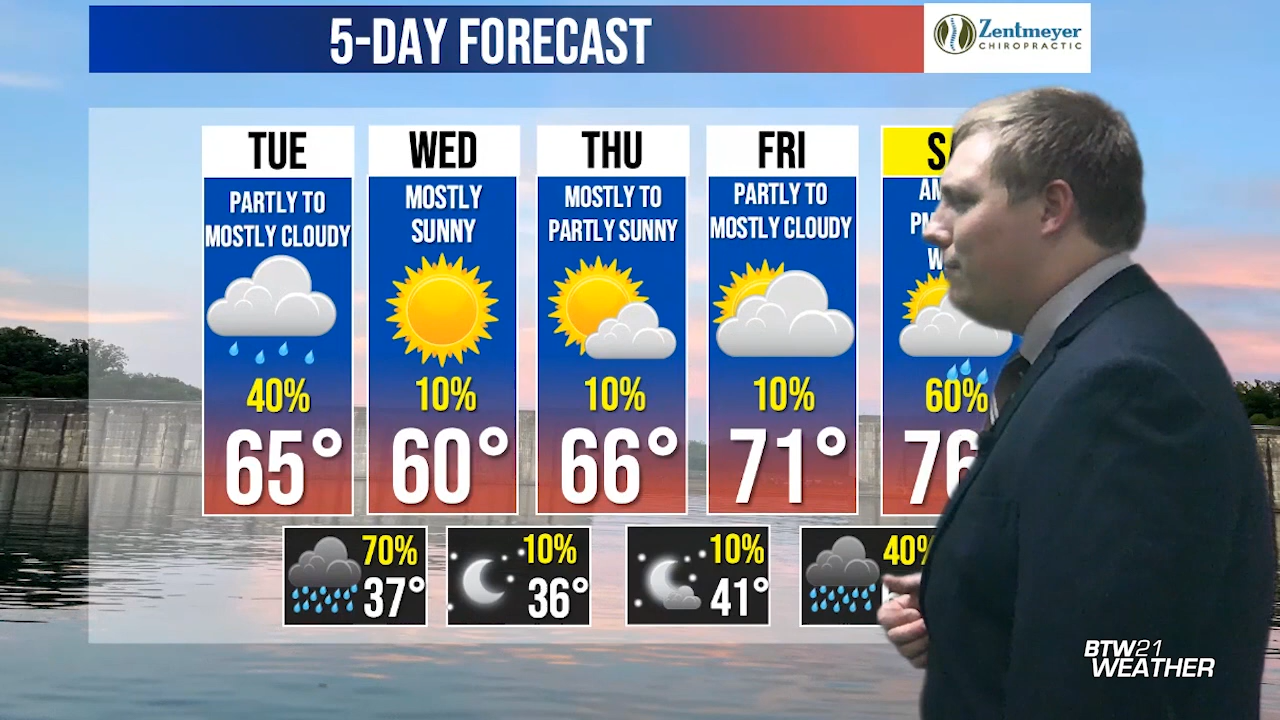 5-DAY FORECAST
Zentmeyer
CHIROPRACTIC
TUE
PARTLY TO
MOSTLY CLOUDY
40%
65°
WED
MOSTLY
SUNNY
10%
60°
THU
MOSTLY TO
PARTLY SUNNY
10%
66°
FRI
PARTLY TO
MOSTLY CLOUDY
10%
71°
60%
76
70%
37°
10%
36°
10%
41°
40%
BTW21
WEATHER